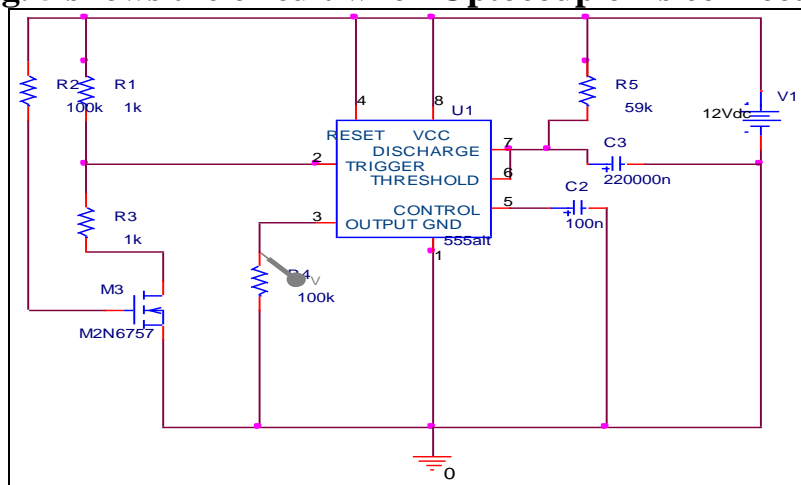 R2
100k
R1
1k
4
8
U1
R5
59k
V1
12Vdc
RESET VCC
DISCHARGE
7
C3
220000n
2
TRIGGER
THRESHOLD
6
C2
100n
R3
1k
3
CONTROL
5
OUTPUT GND
555alt
1
R4
V
100k
M3
M2N6757
0